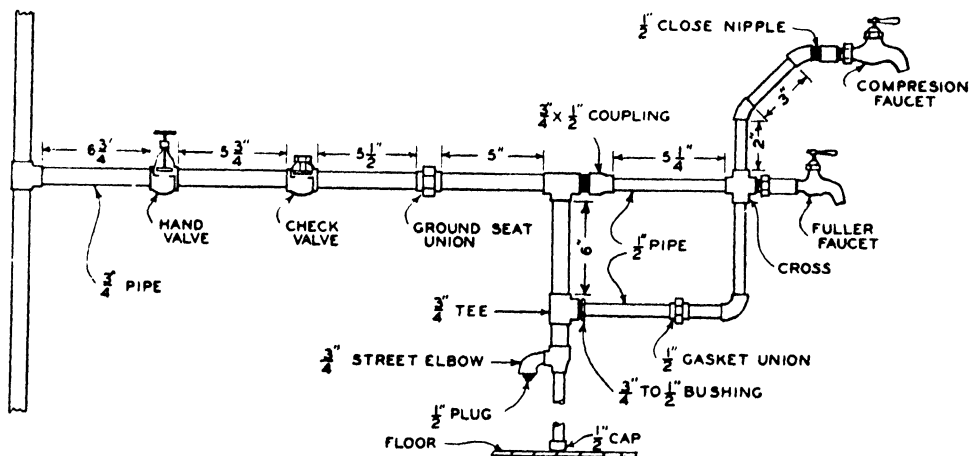 1/2" CLOSE NIPPLE
COMPRESION
FAUCET
3"
3/4" x 1/2" COUPLING
2"
6 3/4'
5 3/4"
5 1/2"
5"
5 1/4"
HAND
VALVE
CHECK
VALVE
GROUND SEAT
UNION
6"
1/2" PIPE
FULLER
FAUCET
CROSS
3/4" PIPE
3/4" TEE
3/4" STREET ELBOW
1/2" GASKET UNION
3/4" TO 1/2" BUSHING
1/2" PLUG
FLOOR
1/2" CAP